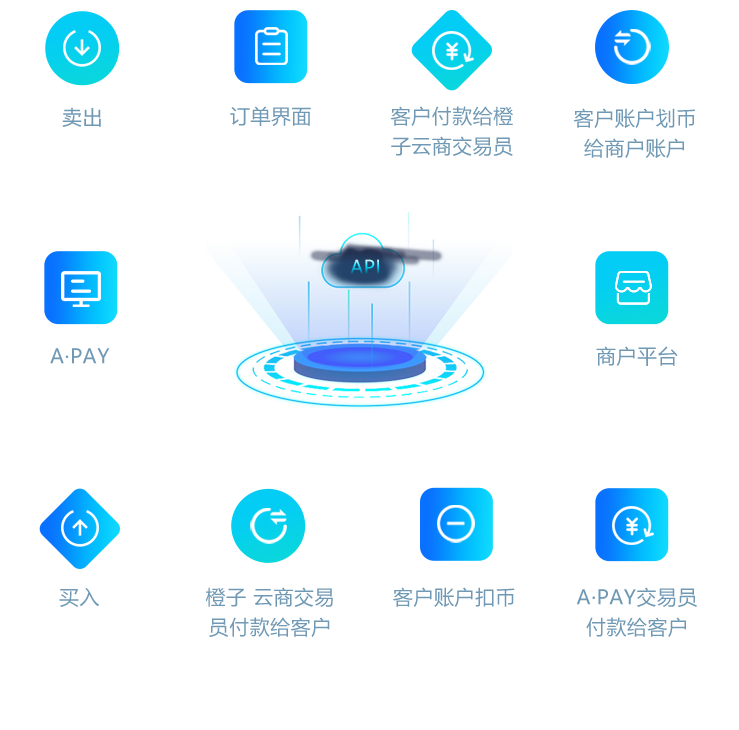 卖出
订单界面
客户付款给橙
子云商交易员
客户账户划币
给商户账户
API
A·PAY
商户平台
买入
橙子 云商交易
员付款给客户
客户账户扣币
A·PAY交易员
付款给客户